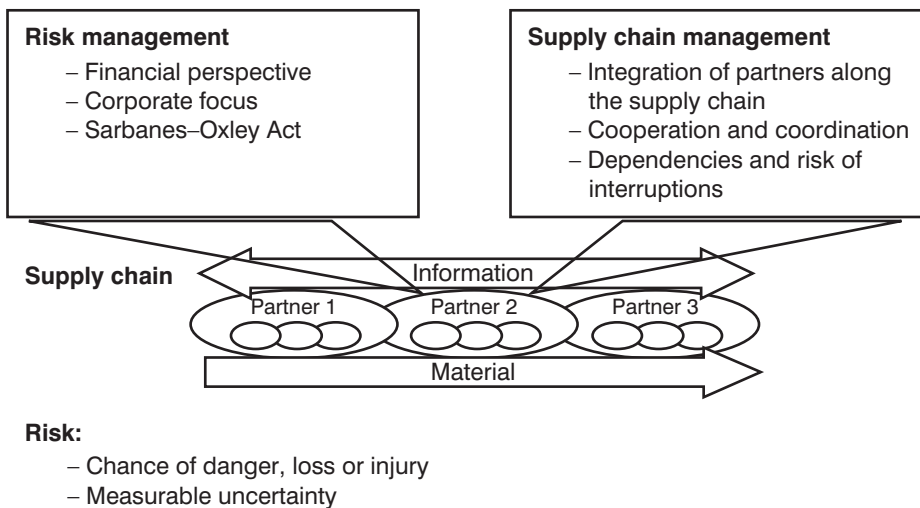 Risk management
– Financial perspective
– Corporate focus
– Sarbanes–Oxley Act
Supply chain management
– Integration of partners along
the supply chain
– Cooperation and coordination
– Dependencies and risk of
interruptions
Supply chain
Information
Partner 1
Partner 2
Partner 3
Material
Risk:
– Chance of danger, loss or injury
– Measurable uncertainty